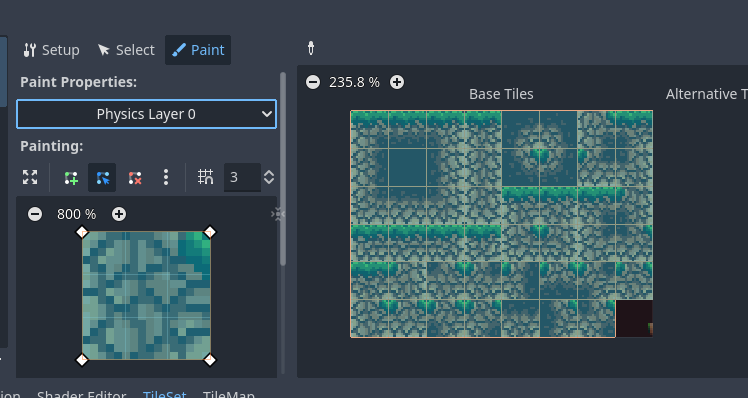 Setup Select Paint
Paint Properties:
Physics Layer 0
Painting:
3
800 %
235.8 %
Base Tiles
Alternative T
ion Shader Editor TileSet TileMap